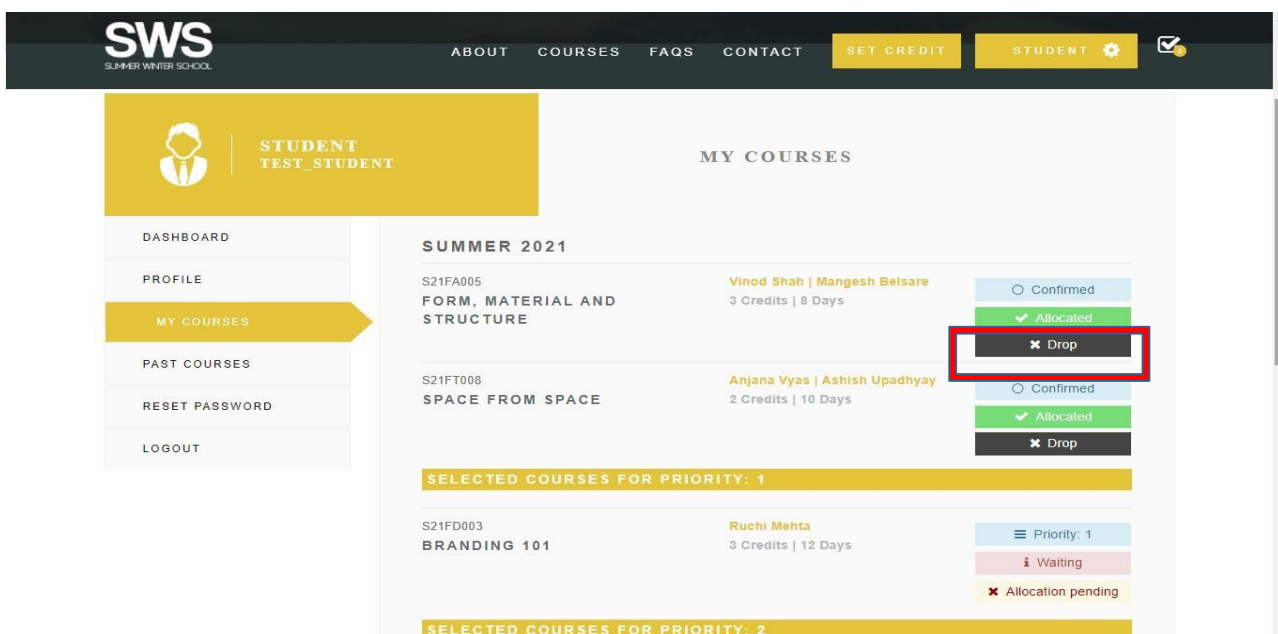 SWS
SUMMER WINTER SCHOOL
ABOUT COURSES FAQS CONTACT SET CREDIT STUDENT
STUDENT
TEST_STUDENT
MY COURSES
DASHBOARD
PROFILE
MY COURSES
PAST COURSES
RESET PASSWORD
LOGOUT
SUMMER 2021
S21FA005
FORM, MATERIAL AND
STRUCTURE
Vinod Shah | Mangesh Belsare
3 Credits | 8 Days
Confirmed
Allocated
Drop
S21FT008
SPACE FROM SPACE
Anjana Vyas | Ashish Upadhyay
2 Credits | 10 Days
Confirmed
Allocated
Drop
SELECTED COURSES FOR PRIORITY: 1
S21FD003
BRANDING 101
Ruchi Mehta
3 Credits | 12 Days
Priority: 1
Waiting
Allocation pending
SELECTED COURSES FOR PRIORITY: 2